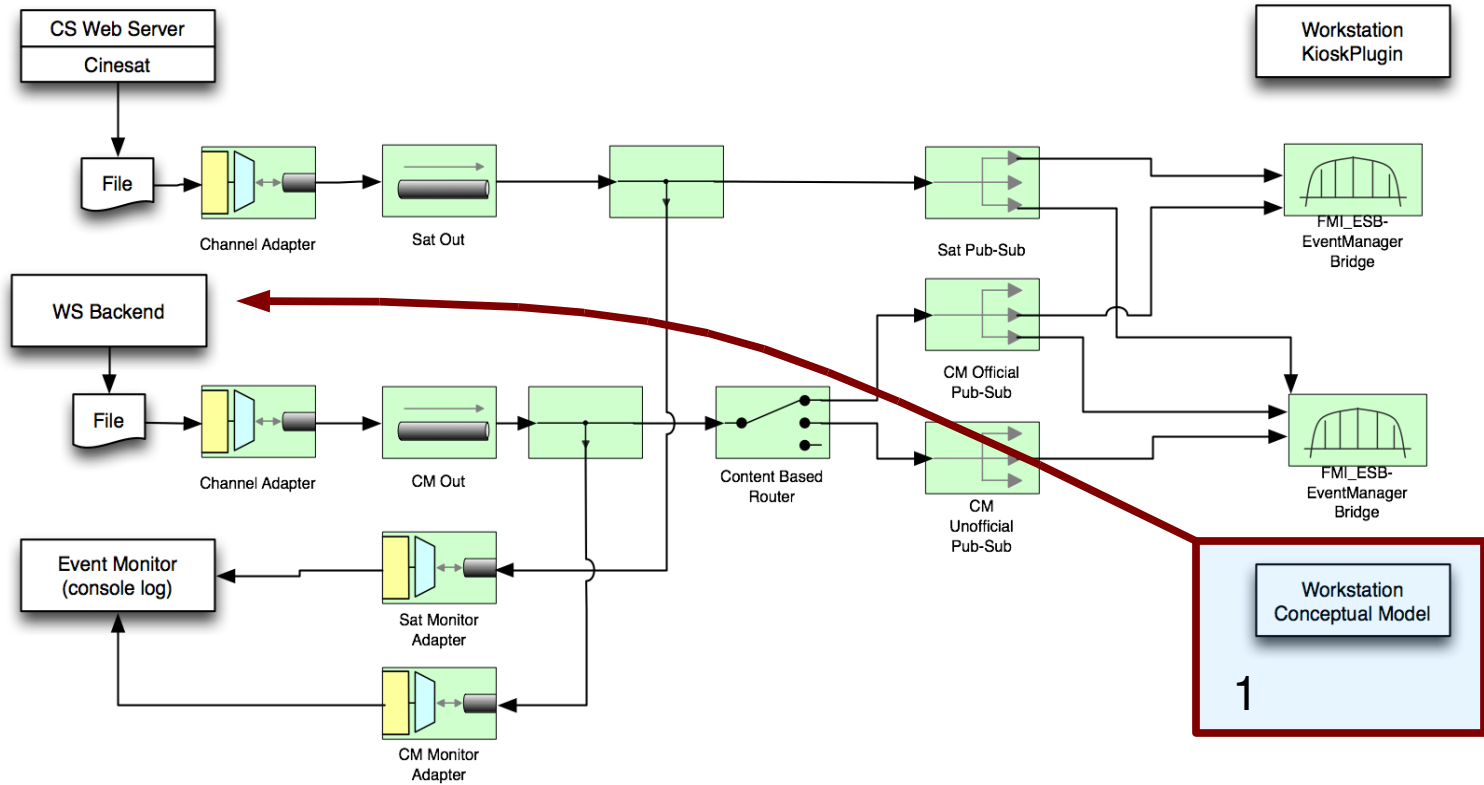 CS Web Server
Cinesat
Workstation
KioskPlugin
File
Channel Adapter
Sat Out
Sat Pub-Sub
FMI_ESB-
EventManager
Bridge
WS Backend
File
Channel Adapter
CM Out
Content Based
Router
CM Official
Pub-Sub
CM
Unofficial
Pub-Sub
FMI_ESB-
EventManager
Bridge
Event Monitor
(console log)
Sat Monitor
Adapter
CM Monitor
Adapter
Workstation
Conceptual Model
1